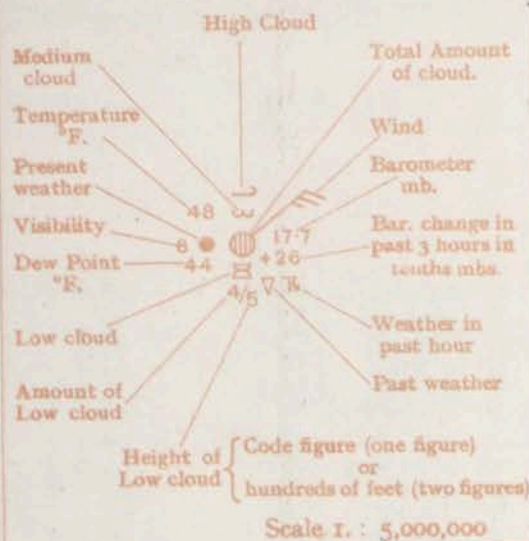 High Cloud
Medium
cloud
Total Amount
of cloud.
Temperature
°F.
Wind
Present
weather
Barometer
mb.
48
Visibility
8
17·7
Bar. change in
past 3 hours in
tenths mbs.
+26
Dew Point
°F.
44
4/5
Low cloud
Weather in
past hour
Amount of
Low cloud
Past weather
Height of
Low cloud
Code figure (one figure)
or
hundreds of feet (two figures)
Scale 1. : 5,000,000